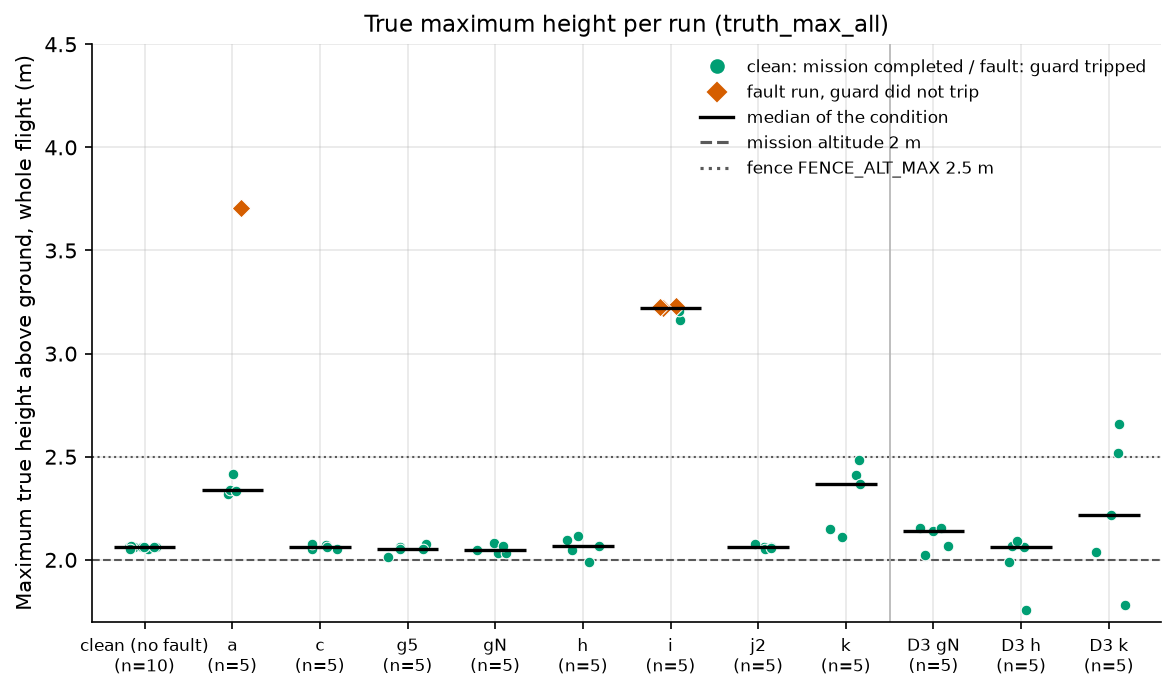 True maximum height per run (truth_max_all)
Maximum true height above ground, whole flight (m)
4.5
4.0
3.5
3.0
2.5
2.0
clean: mission completed / fault: guard tripped
fault run, guard did not trip
median of the condition
mission altitude 2 m
fence FENCE_ALT_MAX 2.5 m
clean (no fault) a c g5 gN h i j2 k D3 gN D3 h D3 k
(n=10) (n=5) (n=5) (n=5) (n=5) (n=5) (n=5) (n=5) (n=5) (n=5) (n=5) (n=5)